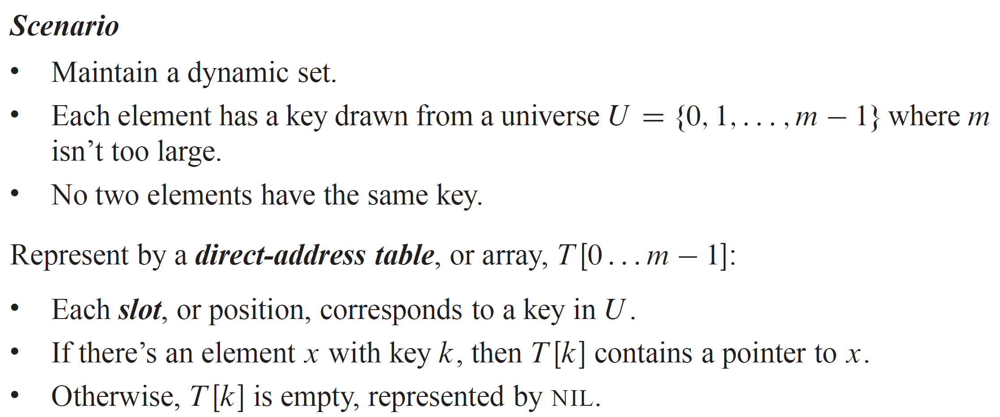 Scenario
• Maintain a dynamic set.
• Each element has a key drawn from a universe U = {0, 1, . . . , m − 1} where m
isn’t too large.
• No two elements have the same key.
Represent by a direct-address table, or array, T[0 . . . m − 1]:
• Each slot, or position, corresponds to a key in U.
• If there’s an element x with key k, then T[k] contains a pointer to x.
• Otherwise, T[k] is empty, represented by NIL.